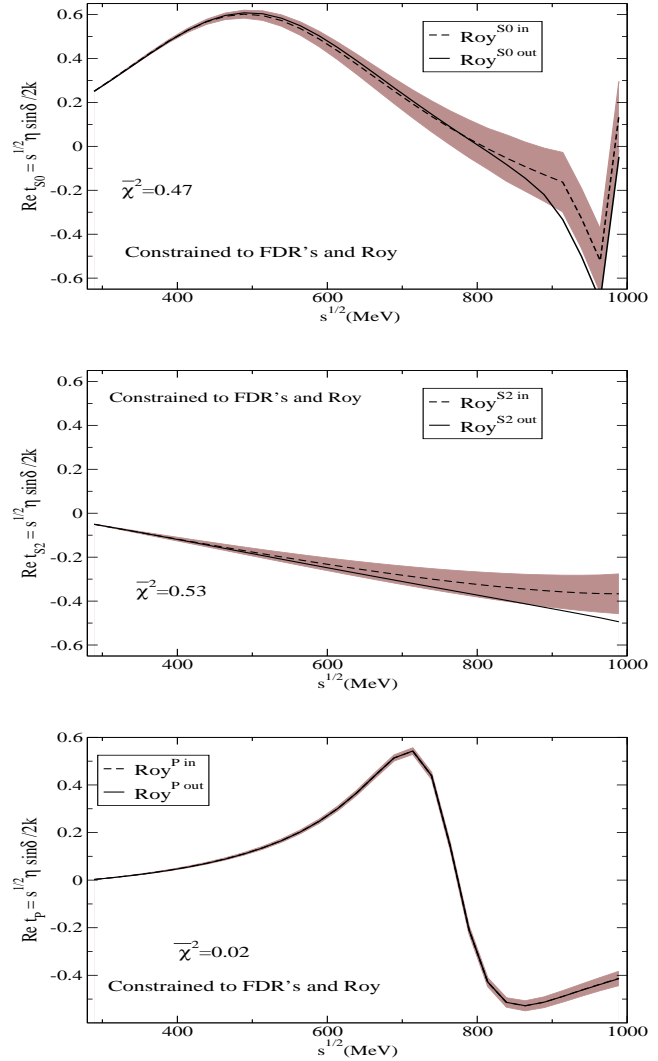 0.6
0.4
0.2
0
-0.2
-0.4
-0.6
Re t_S0 = s^1/2 η sinδ /2k
Roy^S0 in
Roy^S0 out
χ̅^2=0.47
Constrained to FDR's and Roy
400 600 800 1000
s^1/2(MeV)
0.6
0.4
0.2
0
-0.2
-0.4
-0.6
Re t_S2 = s^1/2 η sinδ /2k
Constrained to FDR's and Roy
Roy^S2 in
Roy^S2 out
χ̅^2=0.53
400 600 800 1000
s^1/2(MeV)
0.6
0.4
0.2
0
-0.2
-0.4
Re t_P = s^1/2 η sinδ /2k
Roy^P in
Roy^P out
χ̅^2=0.02
Constrained to FDR's and Roy
400 600 800 1000
s^1/2(MeV)